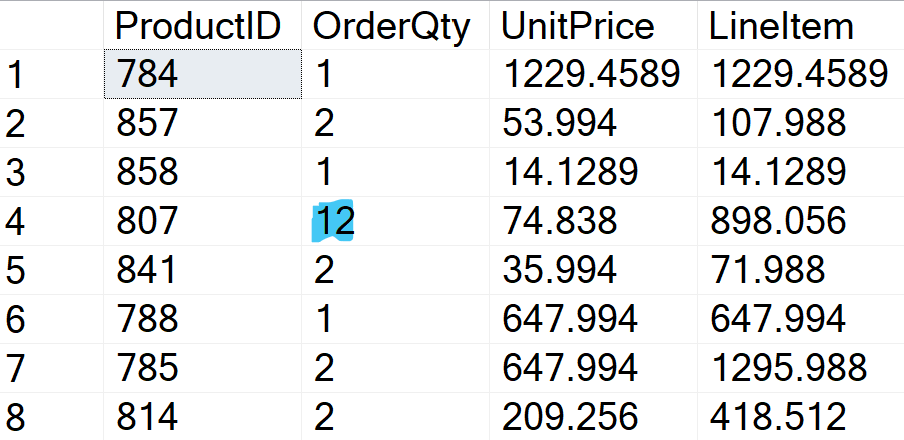 ProductID OrderQty UnitPrice LineItem
1 784 1 1229.4589 1229.4589
2 857 2 53.994 107.988
3 858 1 14.1289 14.1289
4 807 12 74.838 898.056
5 841 2 35.994 71.988
6 788 1 647.994 647.994
7 785 2 647.994 1295.988
8 814 2 209.256 418.512